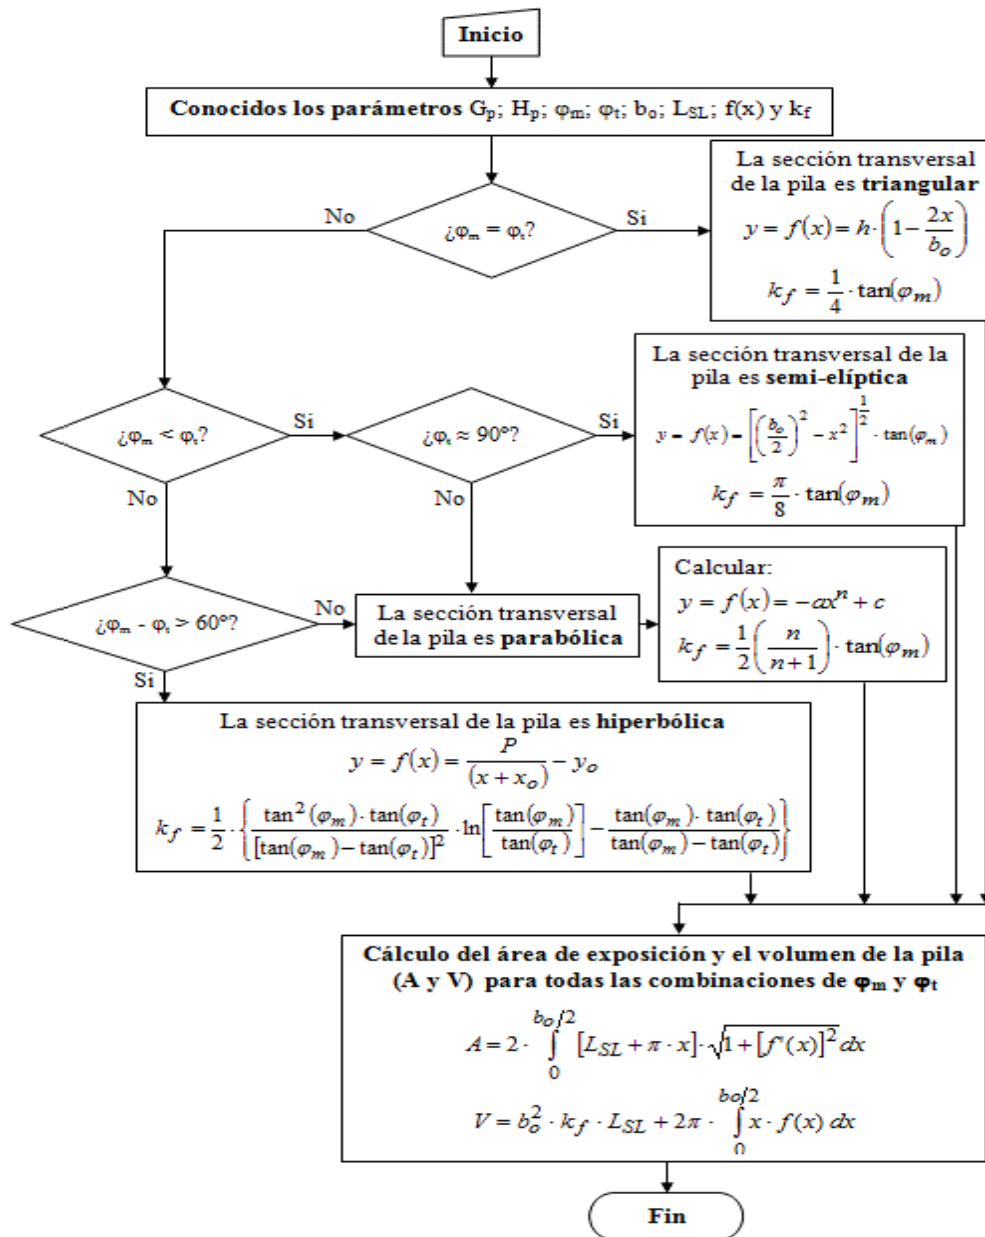 Inicio
Conocidos los parámetros Gp; Hp; φm; φt; bo; LSL; f(x) y kf
La sección transversal
de la pila es triangular
y = f(x) = h·(1 − 2x/bo)
kf = 1/4 · tan(φm)
¿φm = φt?
No
Si
La sección transversal de la
pila es semi-elíptica
y = f(x) = [(bo/2)² − x²]^(1/2) · tan(φm)
kf = π/8 · tan(φm)
¿φm < φt?
Si
¿φt ≈ 90°?
Si
No
No
¿φm - φt > 60°?
No
Si
La sección transversal
de la pila es parabólica
Calcular:
y = f(x) = −ax^n + c
kf = 1/2 (n/(n+1)) · tan(φm)
La sección transversal de la pila es hiperbólica
y = f(x) = P/(x + xo) − yo
kf = 1/2 · {tan²(φm)·tan(φt)/[tan(φm)−tan(φt)]² · ln[tan(φm)/tan(φt)] − tan(φm)·tan(φt)/(tan(φm)−tan(φt))}
Cálculo del área de exposición y el volumen de la pila
(A y V) para todas las combinaciones de φm y φt
A = 2 · ∫₀^(bo/2) [LSL + π · x] · √(1 + [f'(x)]²) dx
V = bo² · kf · LSL + 2π · ∫₀^(bo/2) x · f(x) dx
Fin